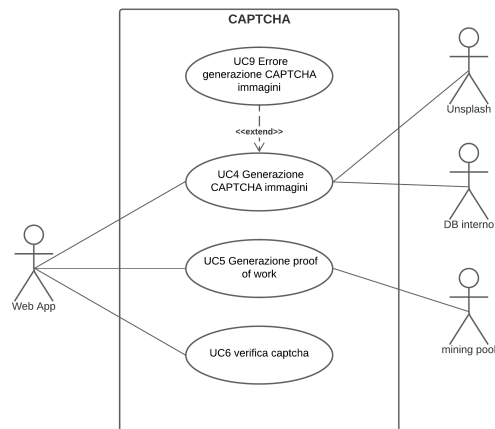 CAPTCHA
UC9 Errore
generazione CAPTCHA
immagini
<<extend>>
Unsplash
UC4 Generazione
CAPTCHA immagini
DB interno
UC5 Generazione proof
of work
Web App
mining pool
UC6 verifica captcha